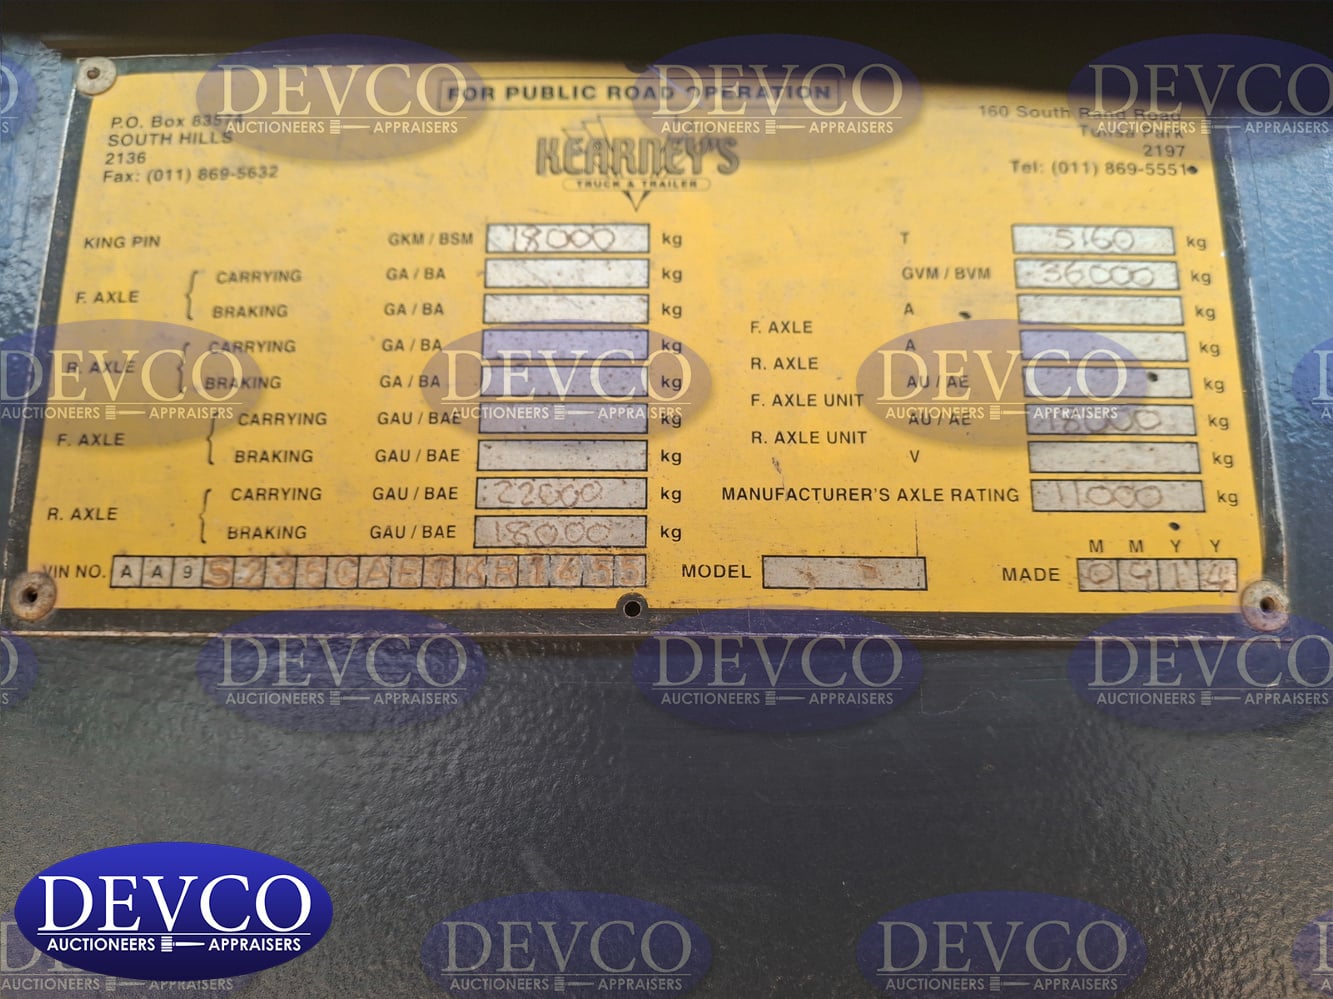 FOR PUBLIC ROAD OPERATION
P.O. Box 83574
SOUTH HILLS
2136
Fax: (011) 869-5632
KEARNEY'S
TRUCK & TRAILER
160 South Rand Road
Tulisa Park
2197
Tel: (011) 869-5551
KING PIN GKM / BSM 18000 kg
F. AXLE
CARRYING GA / BA kg
BRAKING GA / BA kg
R. AXLE
CARRYING GA / BA kg
BRAKING GA / BA kg
F. AXLE
CARRYING GAU / BAE kg
BRAKING GAU / BAE kg
R. AXLE
CARRYING GAU / BAE 22000 kg
BRAKING GAU / BAE 18000 kg
T 5160 kg
GVM / BVM 36000 kg
F. AXLE A kg
R. AXLE A kg
F. AXLE UNIT AU / AE kg
R. AXLE UNIT AU / AE 18000 kg
V kg
MANUFACTURER'S AXLE RATING 11000 kg
VIN NO. AA9
MODEL
M M Y Y
MADE 0914
DEVCO
AUCTIONEERS APPRAISERS